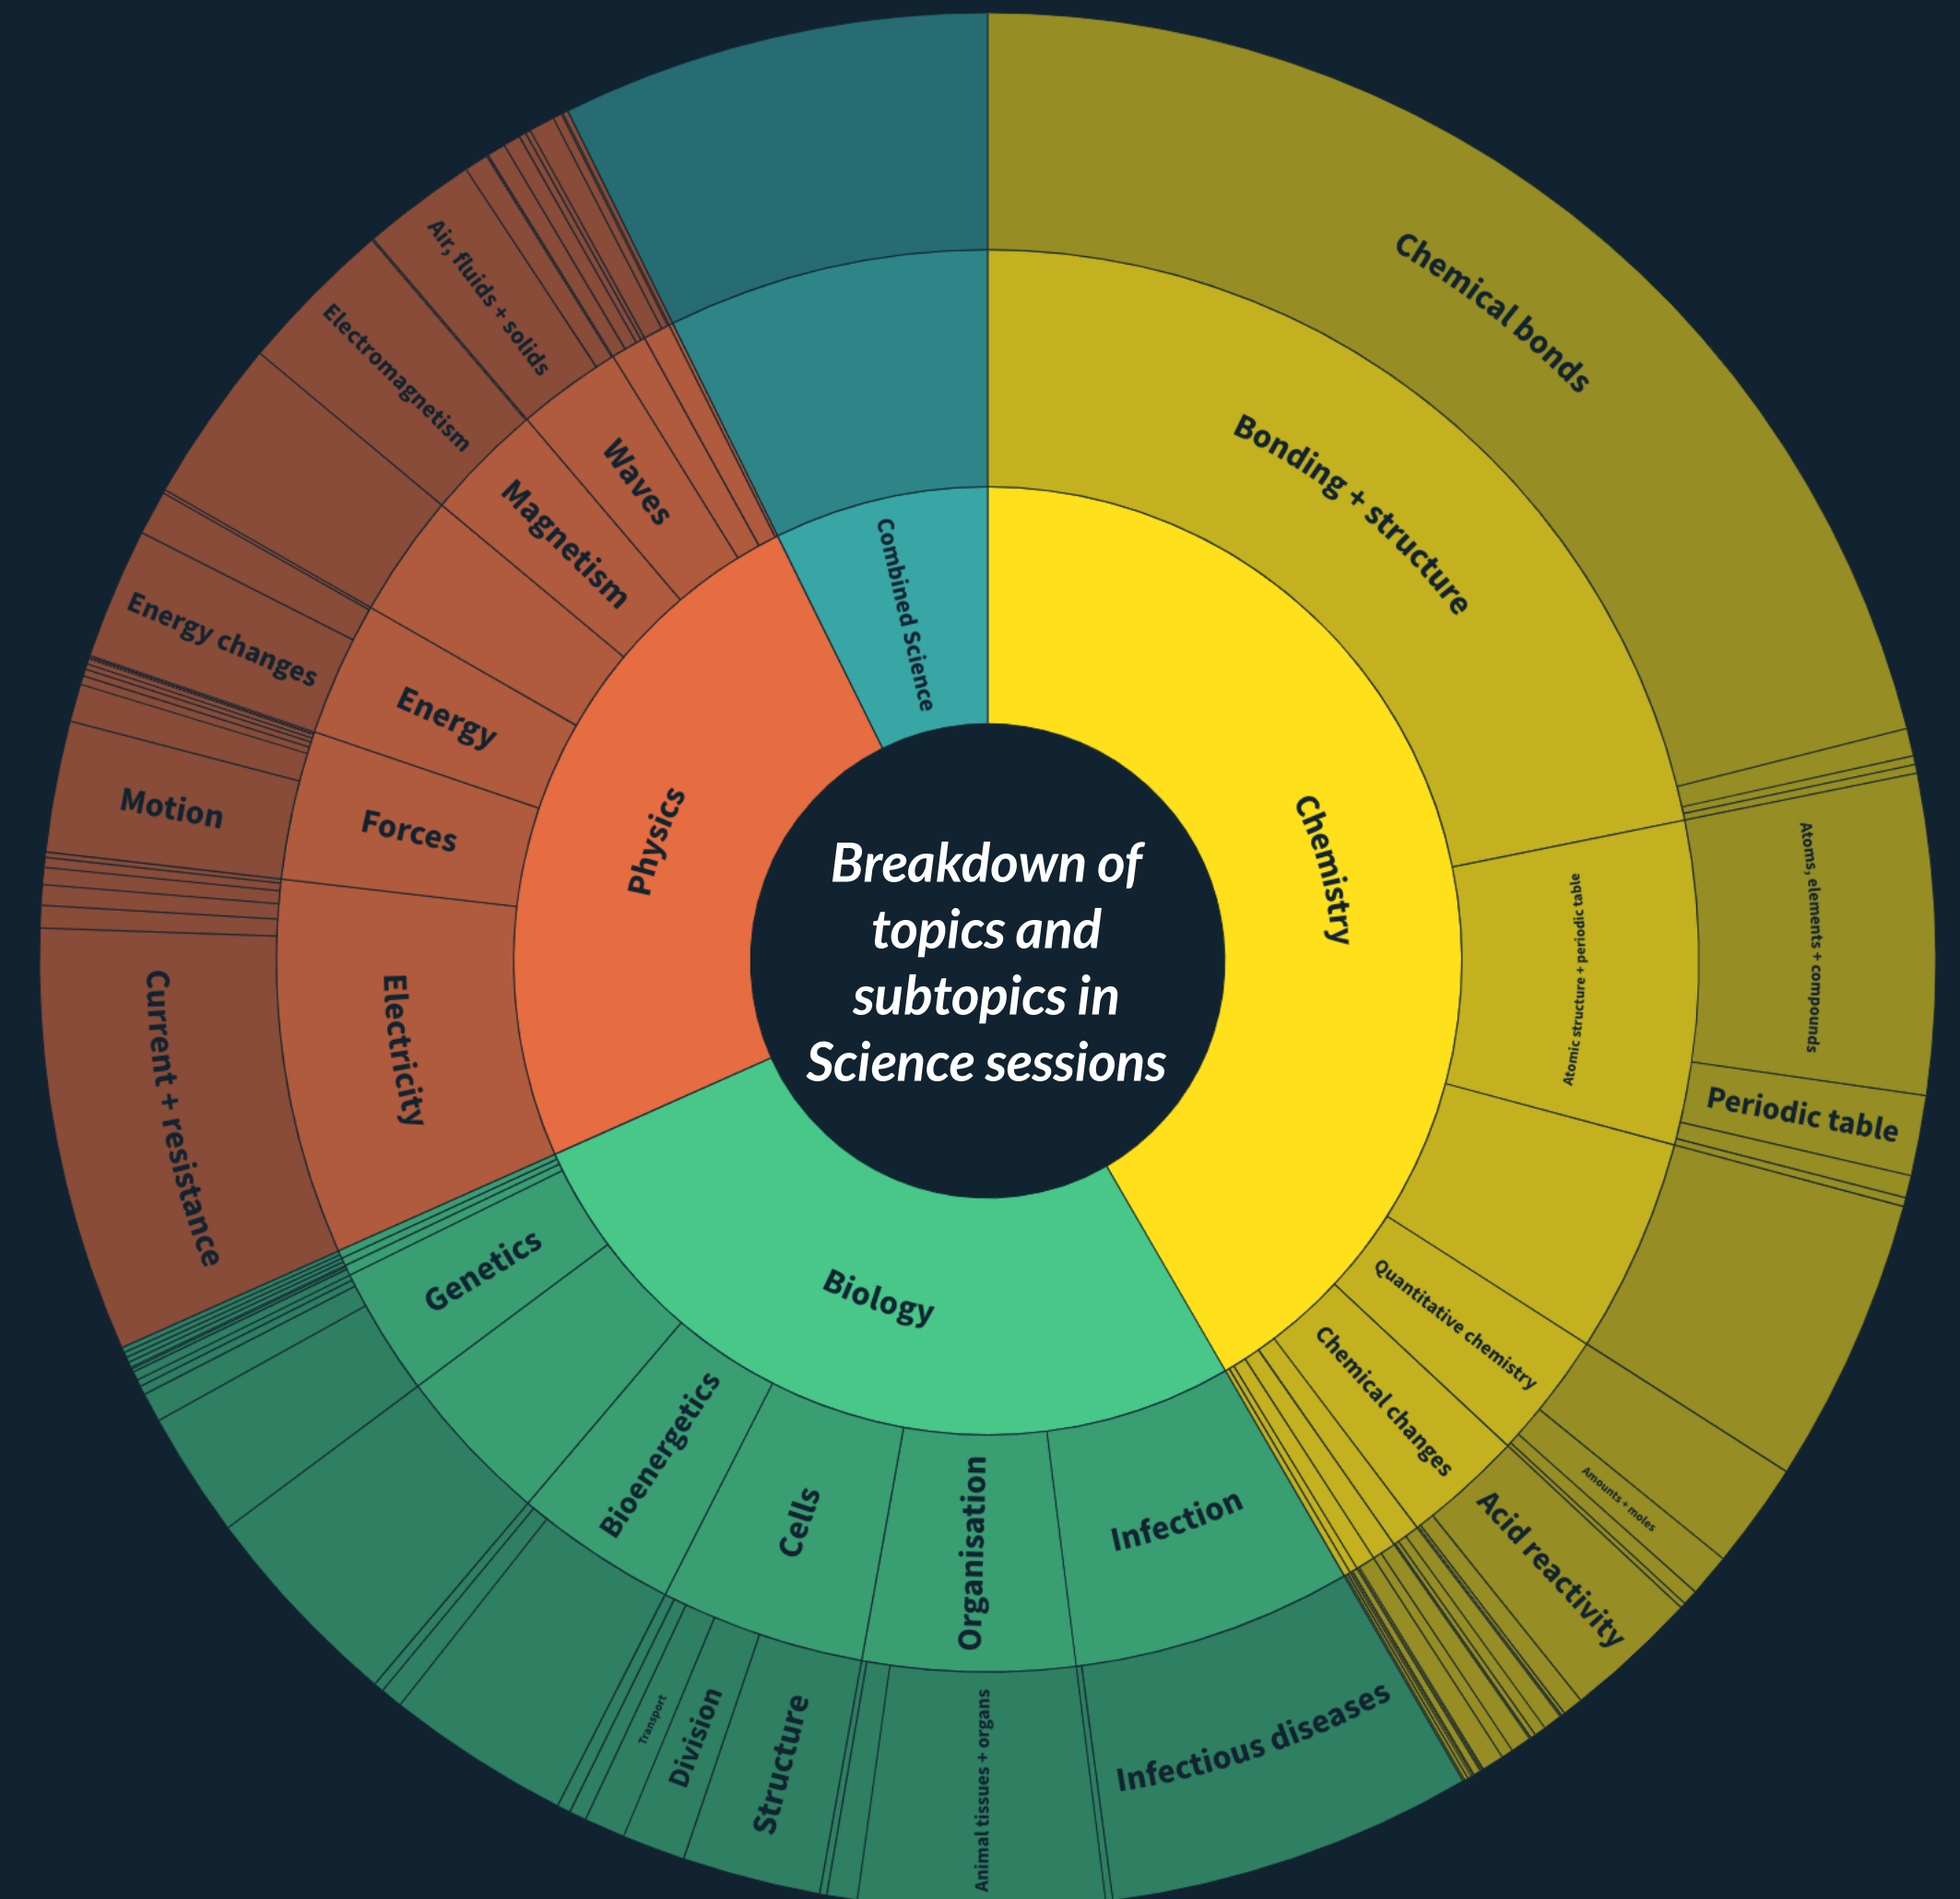 Breakdown of
topics and
subtopics in
Science sessions
Chemistry
Bonding + structure
Chemical bonds
Atomic structure + periodic table
Atoms, elements + compounds
Periodic table
Quantitative chemistry
Amounts + moles
Chemical changes
Acid reactivity
Biology
Infection
Infectious diseases
Organisation
Animal tissues + organs
Cells
Structure
Division
Transport
Bioenergetics
Genetics
Physics
Electricity
Current + resistance
Forces
Motion
Energy
Energy changes
Magnetism
Electromagnetism
Waves
Air, fluids + solids
Combined Science